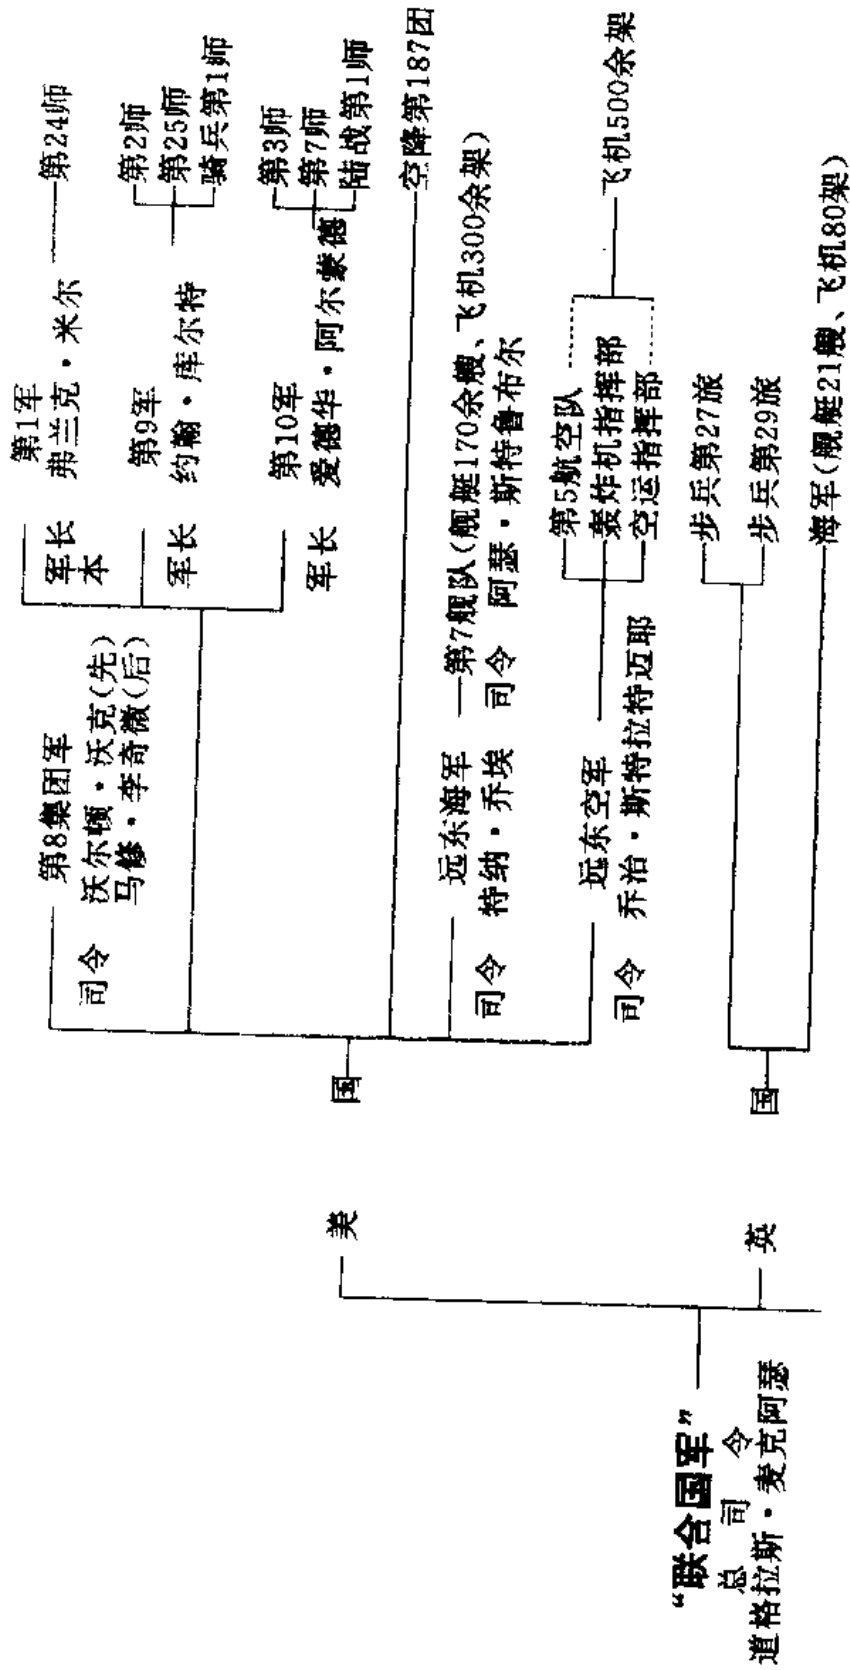 “联合国军”
总司令
道格拉斯·麦克阿瑟
美国
第8集团军
司令 沃尔顿·沃克(先)
马修·李奇微(后)
第1军
军长 弗兰克·米尔
本
第24师
第9军
军长 约翰·库尔特
第2师
第25师
骑兵第1师
第10军
军长 爱德华·阿尔蒙德
第3师
第7师
陆战第1师
空降第187团
远东海军
司令 特纳·乔埃
第7舰队(舰艇170余艘、飞机300余架)
司令 阿瑟·斯特鲁布尔
远东空军
司令 乔治·斯特拉特迈耶
第5航空队
轰炸机指挥部
空运指挥部
飞机500余架
英国
步兵第27旅
步兵第29旅
海军(舰艇21艘、飞机80架)